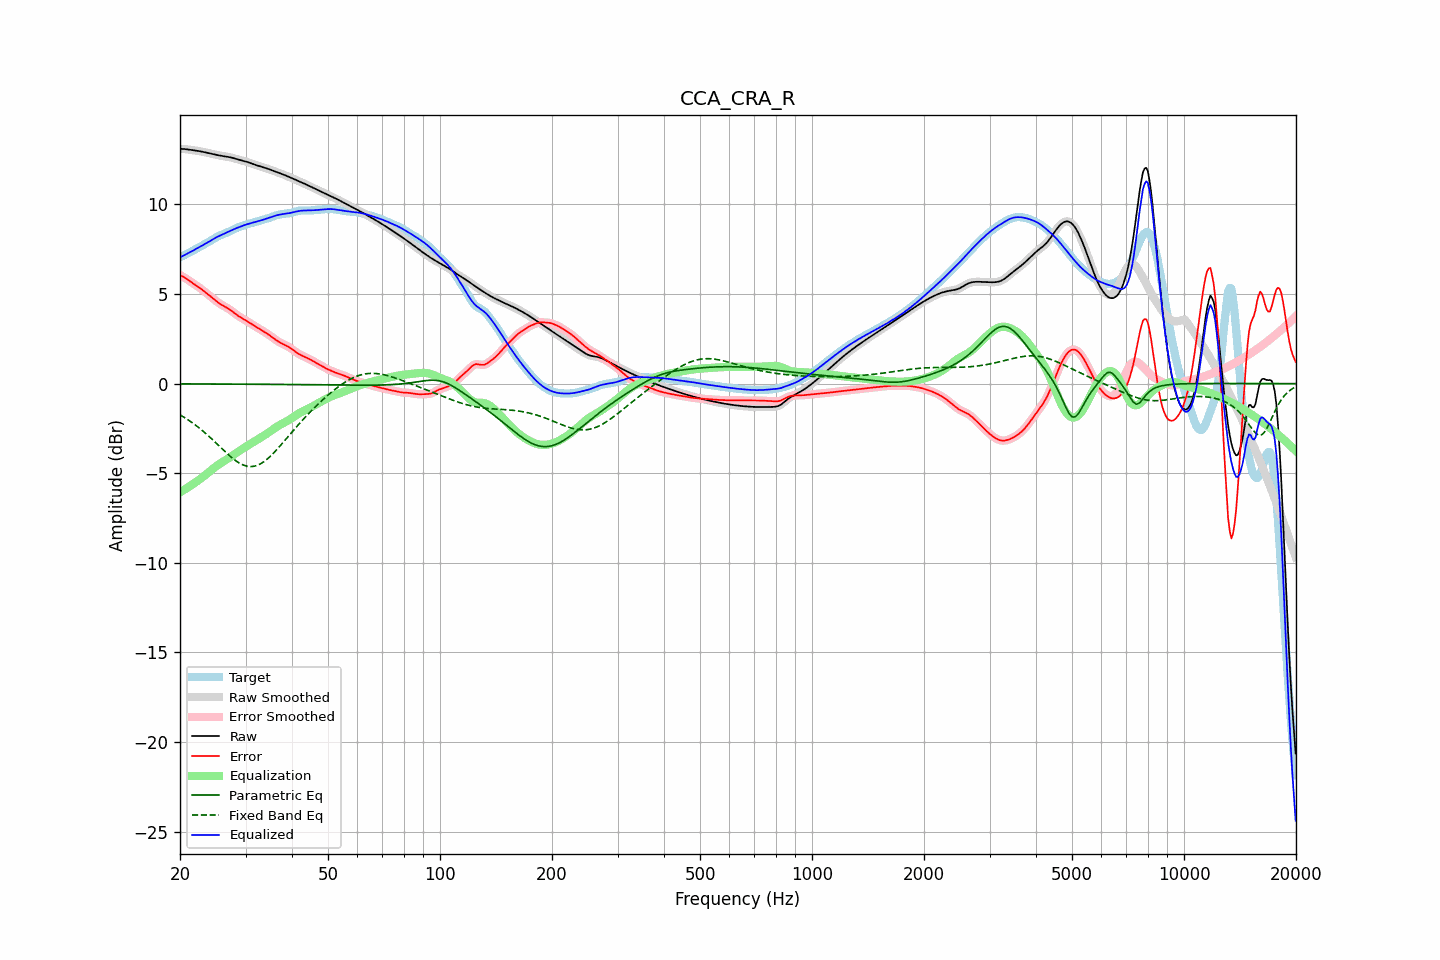 CCA_CRA_R
Amplitude (dBr)
10
5
0
−5
−10
−15
−20
−25
Target
Raw Smoothed
Error Smoothed
Raw
Error
Equalization
Parametric Eq
Fixed Band Eq
Equalized
20 50 100 200 500 1000 2000 5000 10000 20000
Frequency (Hz)